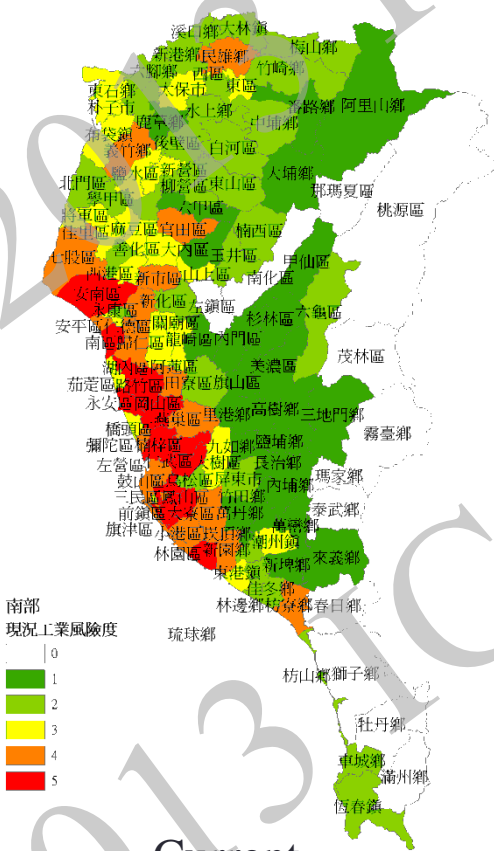 溪口鄉 大林鎮
新港鄉 民雄鄉 梅山鄉
六腳鄉 西區 竹崎鄉
東石鄉 太保市 東區
朴子市 水上鄉 番路鄉 阿里山鄉
鹿草鄉 中埔鄉
布袋鎮 後壁區
義竹鄉 白河區
鹽水區 新營區 大埔鄉
北門區 柳營區 東山區 那瑪夏區
學甲區 六甲區 桃源區
將軍區 麻豆區 官田區 楠西區
佳里區 善化區 大內區 玉井區
七股區 甲仙區
西港區 新市區 山上區 南化區
安南區 新化區 左鎮區
永康區 杉林區 六龜區
安平區 仁德區 關廟區
南區 歸仁區 龍崎區 內門區 茂林區
湖內區 阿蓮區 美濃區
茄萣區 路竹區 田寮區 旗山區
永安區 岡山區
燕巢區 里港鄉 高樹鄉 三地門鄉
橋頭區 霧臺鄉
彌陀區 楠梓區 九如鄉 鹽埔鄉
左營區 仁武區 大樹區 長治鄉
鼓山區 鳥松區 屏東市 內埔鄉 瑪家鄉
三民區 鳳山區 竹田鄉 泰武鄉
前鎮區 大寮區 萬丹鄉 萬巒鄉
旗津區 小港區 崁頂鄉 潮州鎮
林園區 新園鄉 新埤鄉 來義鄉
東港鎮
佳冬鄉
林邊鄉 枋寮鄉 春日鄉
琉球鄉
枋山鄉 獅子鄉
牡丹鄉
車城鄉
滿州鄉
恆春鎮
南部
現況工業風險度
0
1
2
3
4
5
Current
2013 IC